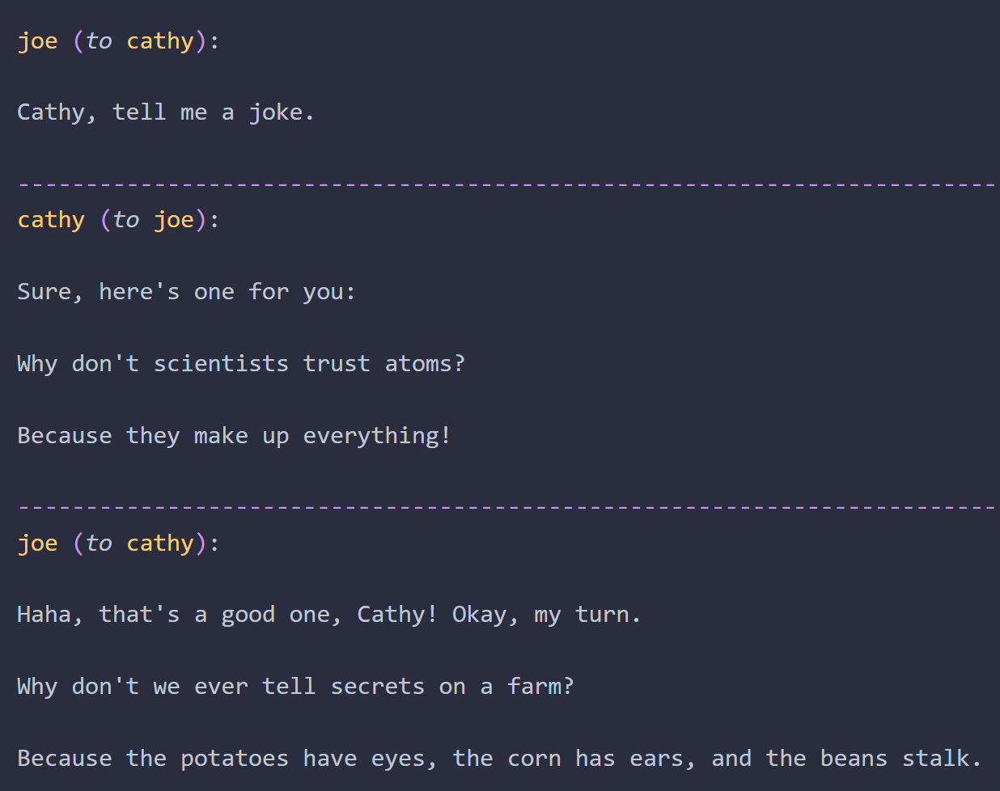 joe (to cathy):
Cathy, tell me a joke.
--------------------------------------------------------------------------------
cathy (to joe):
Sure, here's one for you:
Why don't scientists trust atoms?
Because they make up everything!
--------------------------------------------------------------------------------
joe (to cathy):
Haha, that's a good one, Cathy! Okay, my turn.
Why don't we ever tell secrets on a farm?
Because the potatoes have eyes, the corn has ears, and the beans stalk.